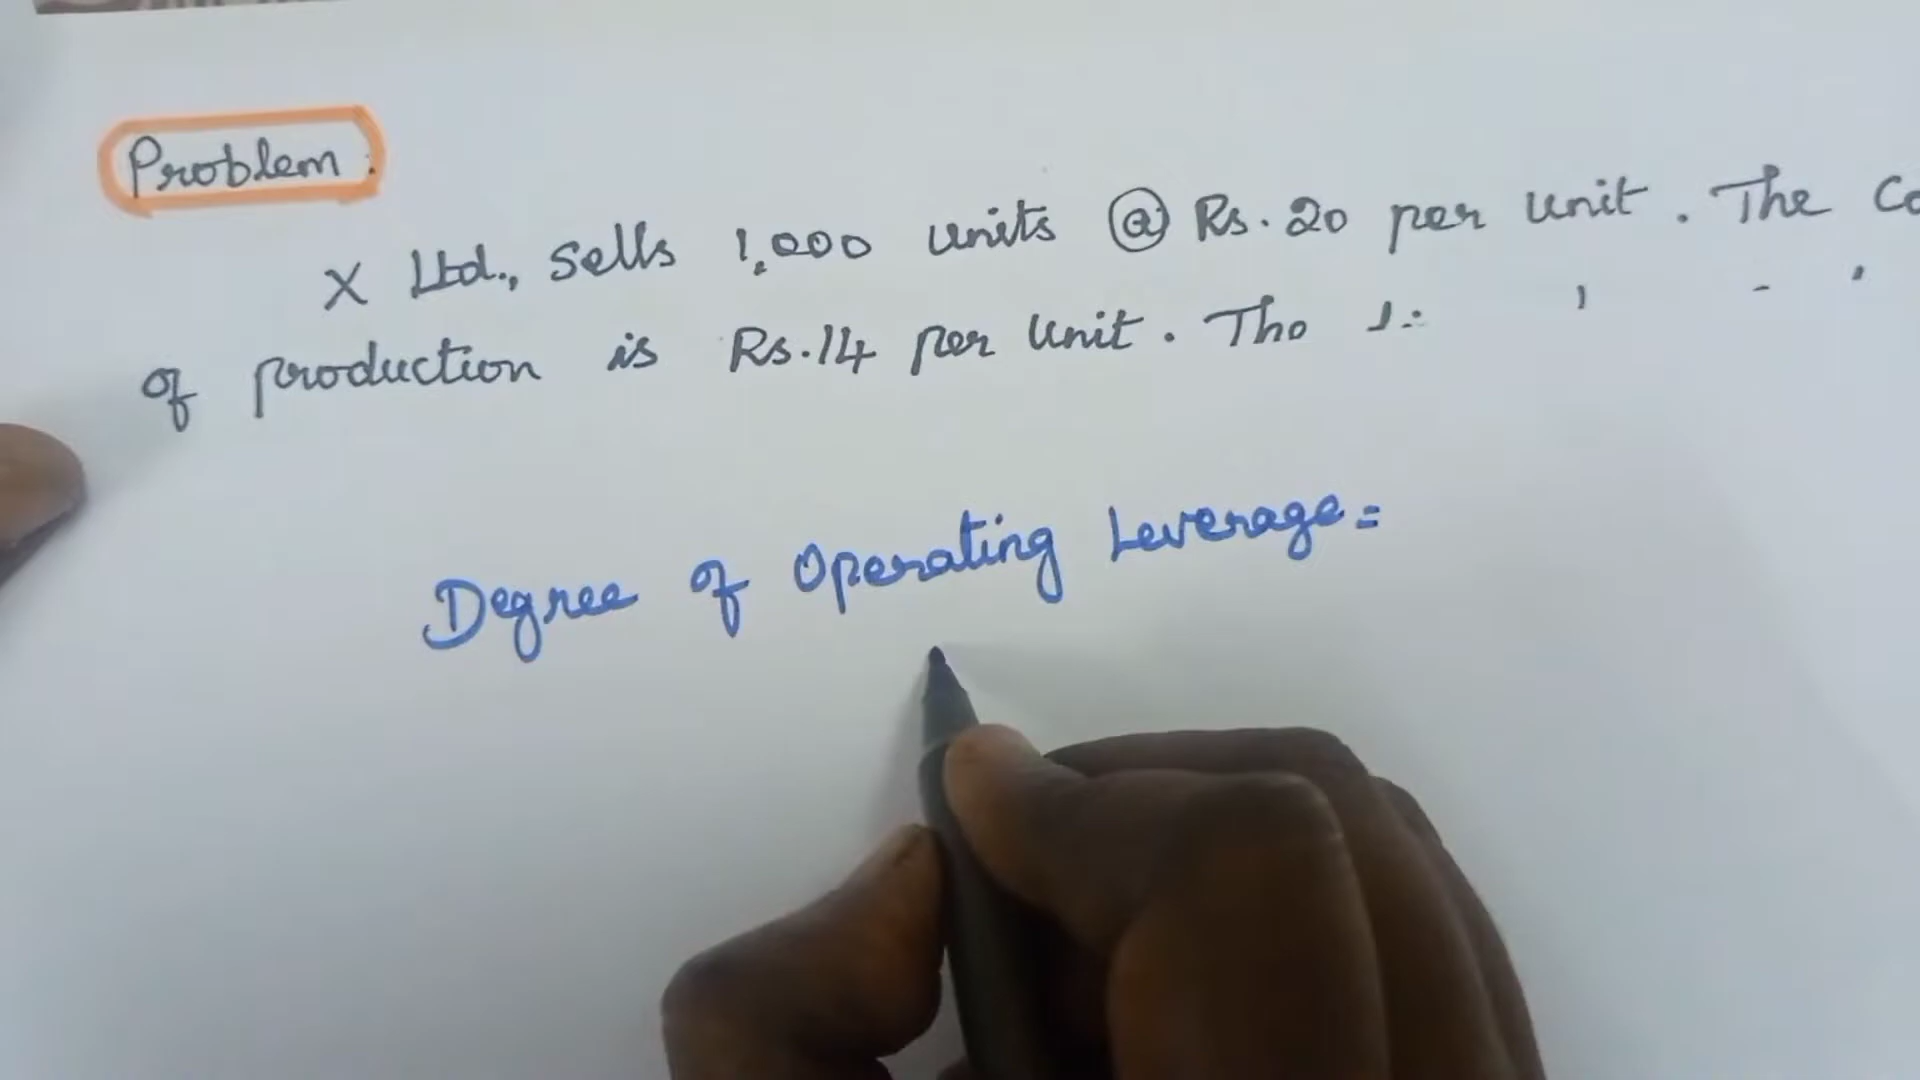 Problem:
X Ltd., sells 1,000 units @ Rs. 20 per unit. The
of production is Rs. 14 per unit.
Degree of Operating Leverage =